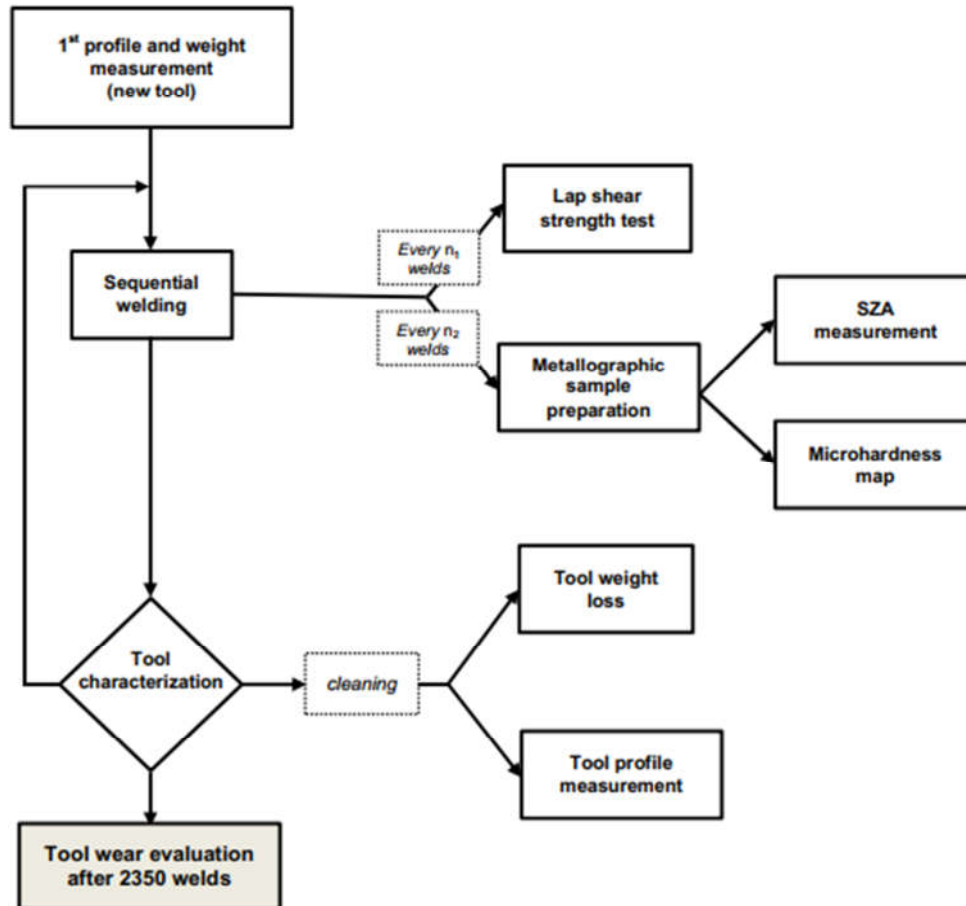 1st profile and weight
measurement
(new tool)
Lap shear
strength test
Every n₁
welds
Sequential
welding
SZA
measurement
Every n₂
welds
Metallographic
sample
preparation
Microhardness
map
Tool weight
loss
Tool
characterization
cleaning
Tool profile
measurement
Tool wear evaluation
after 2350 welds